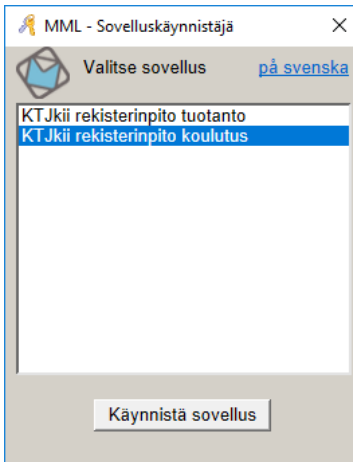 MML - Sovelluskäynnistäjä
Valitse sovellus på svenska
KTJkii rekisterinpito tuotanto
KTJkii rekisterinpito koulutus
Käynnistä sovellus